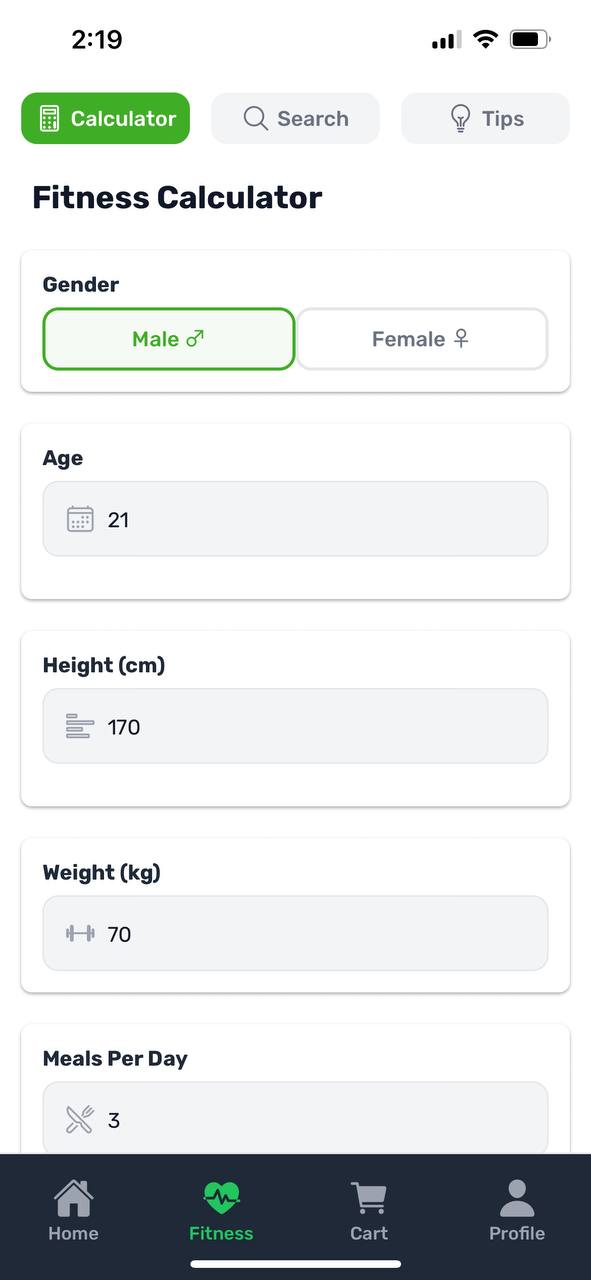 2:19
Calculator Search Tips
Fitness Calculator
Gender
Male ♂ Female ♀
Age
21
Height (cm)
170
Weight (kg)
70
Meals Per Day
3
Home Fitness Cart Profile